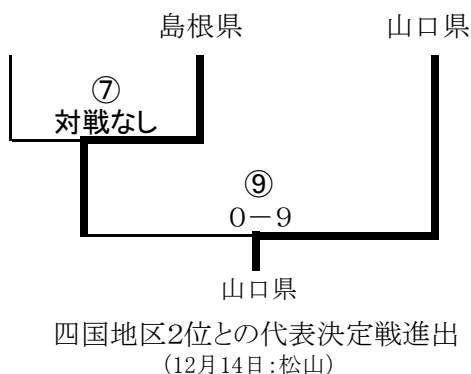 島根県 山口県
⑦
対戦なし
⑨
0－9
山口県
四国地区2位との代表決定戦進出
(12月14日:松山)